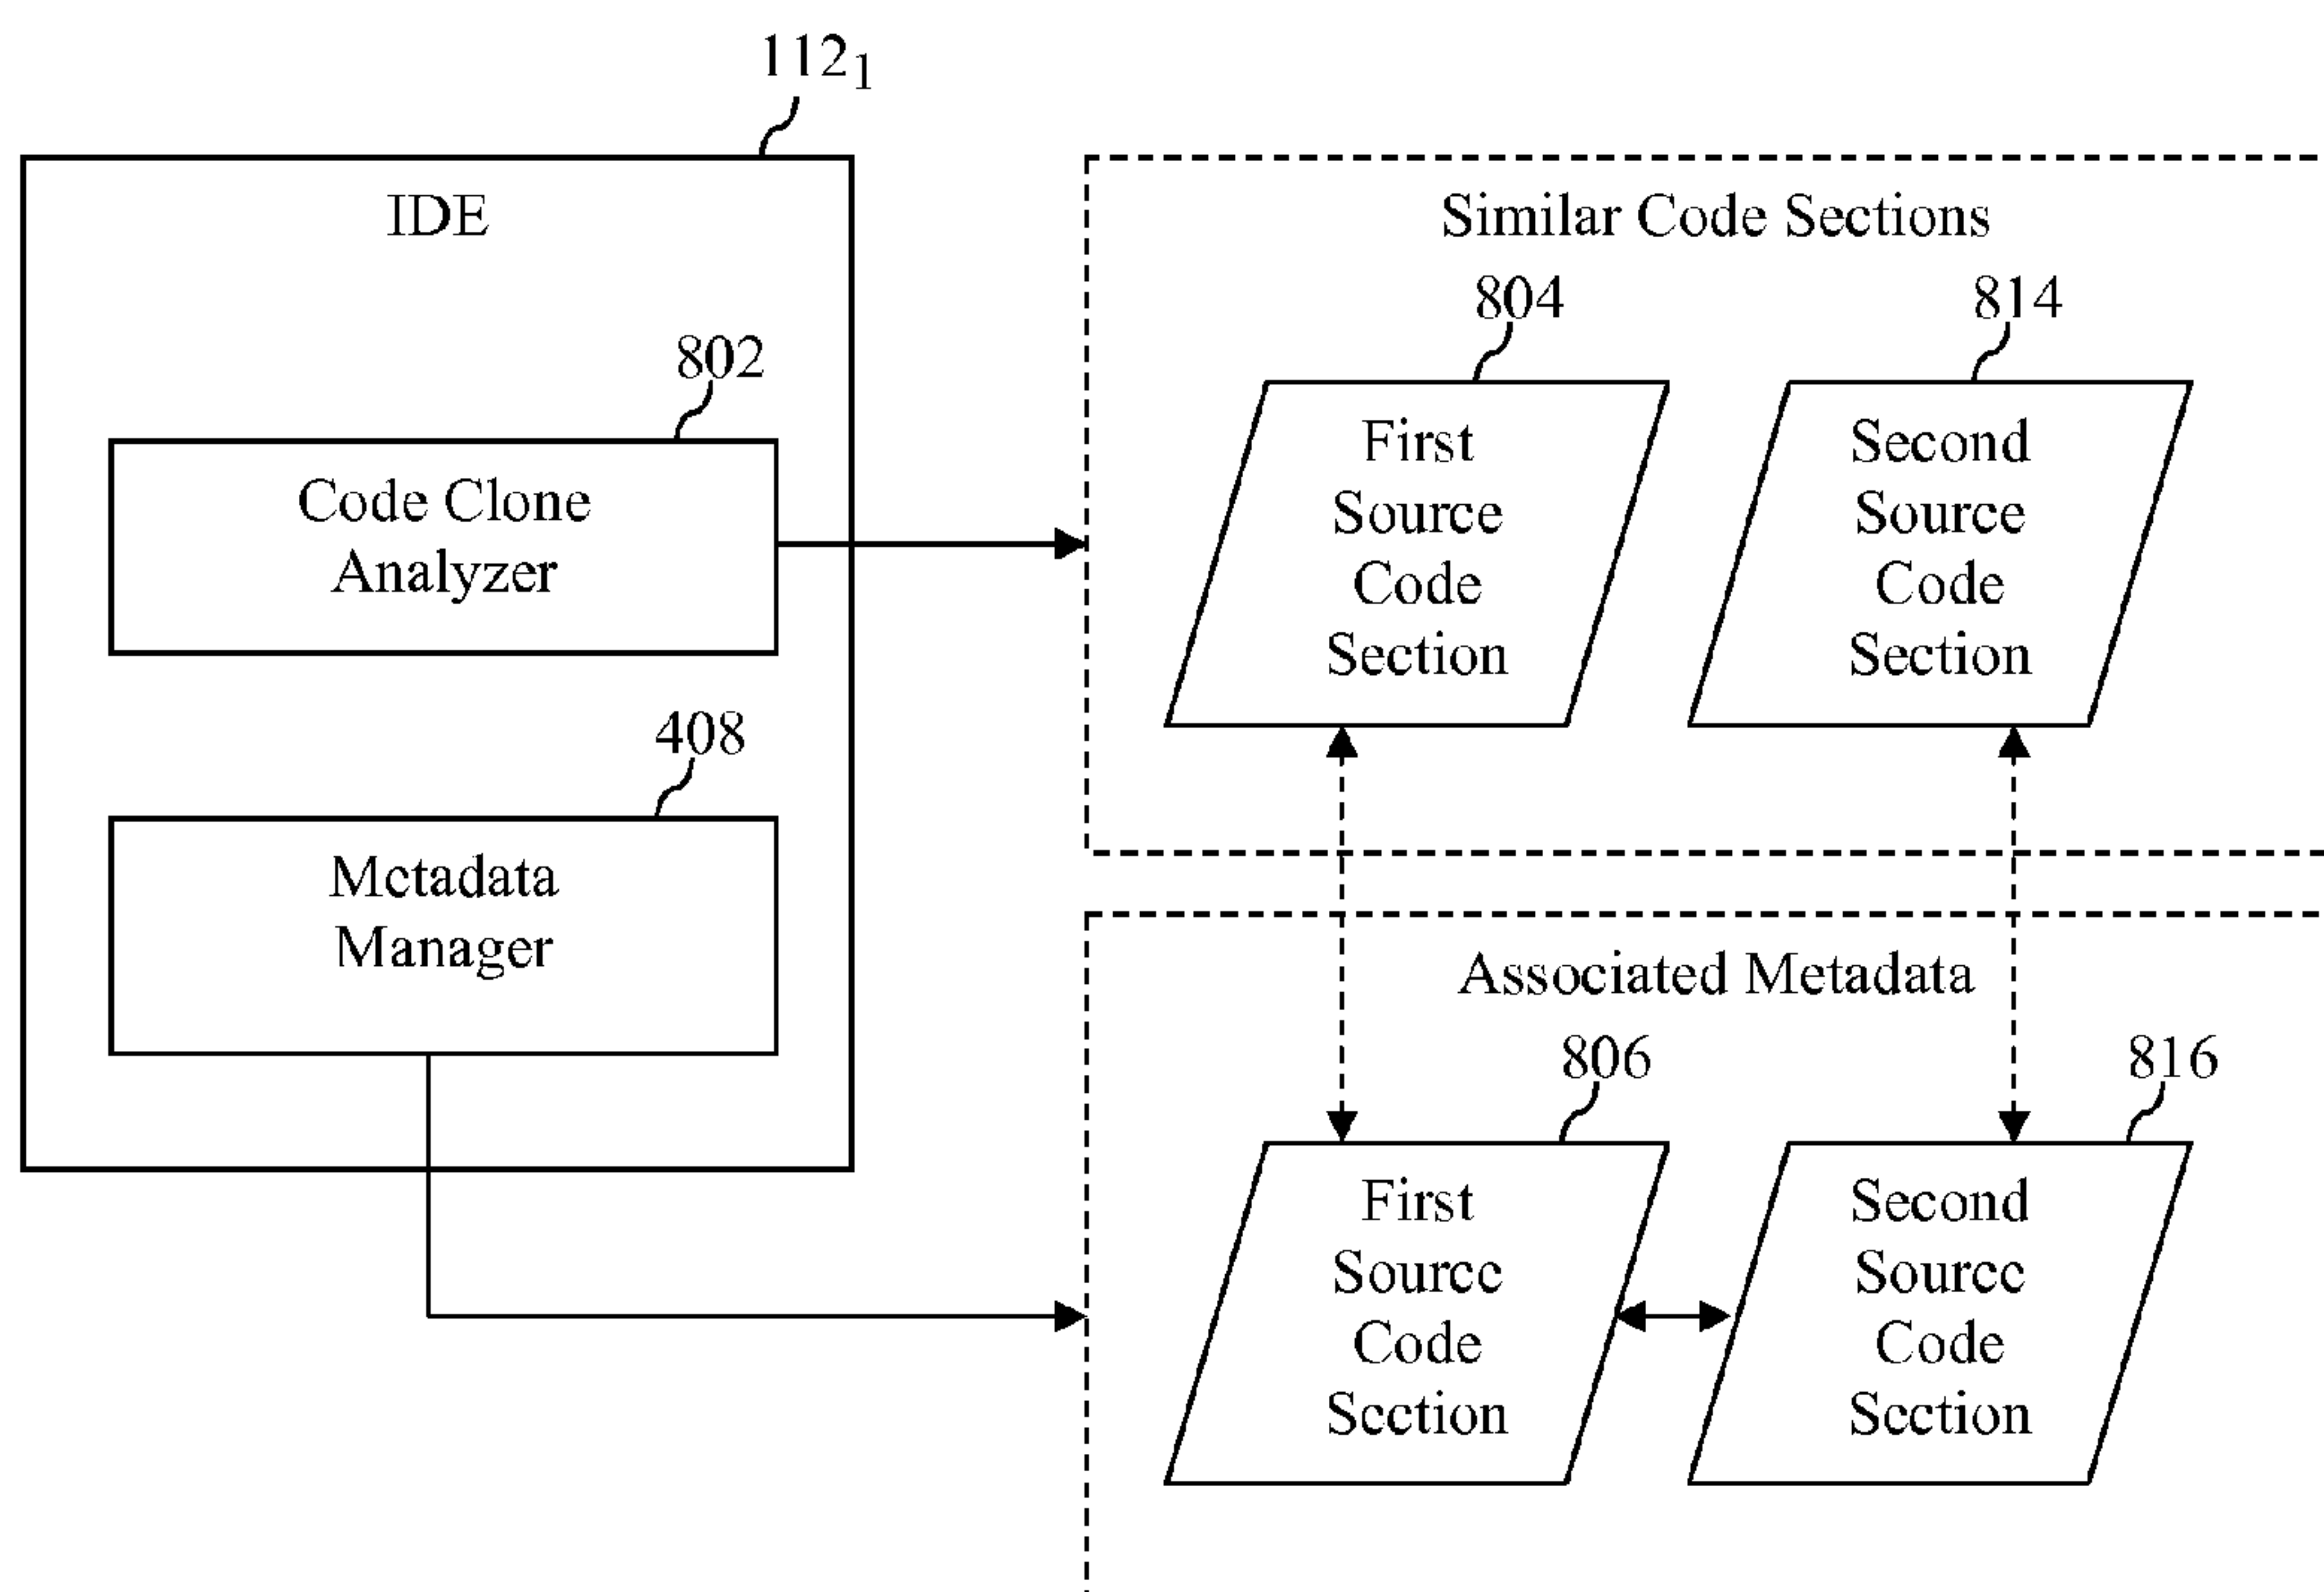 112₁
IDE
Similar Code Sections
804
814
802
First
Source
Code
Section
Second
Source
Code
Section
Code Clone
Analyzer
408
Metadata
Manager
Associated Metadata
806
816
First
Source
Code
Section
Second
Source
Code
Section